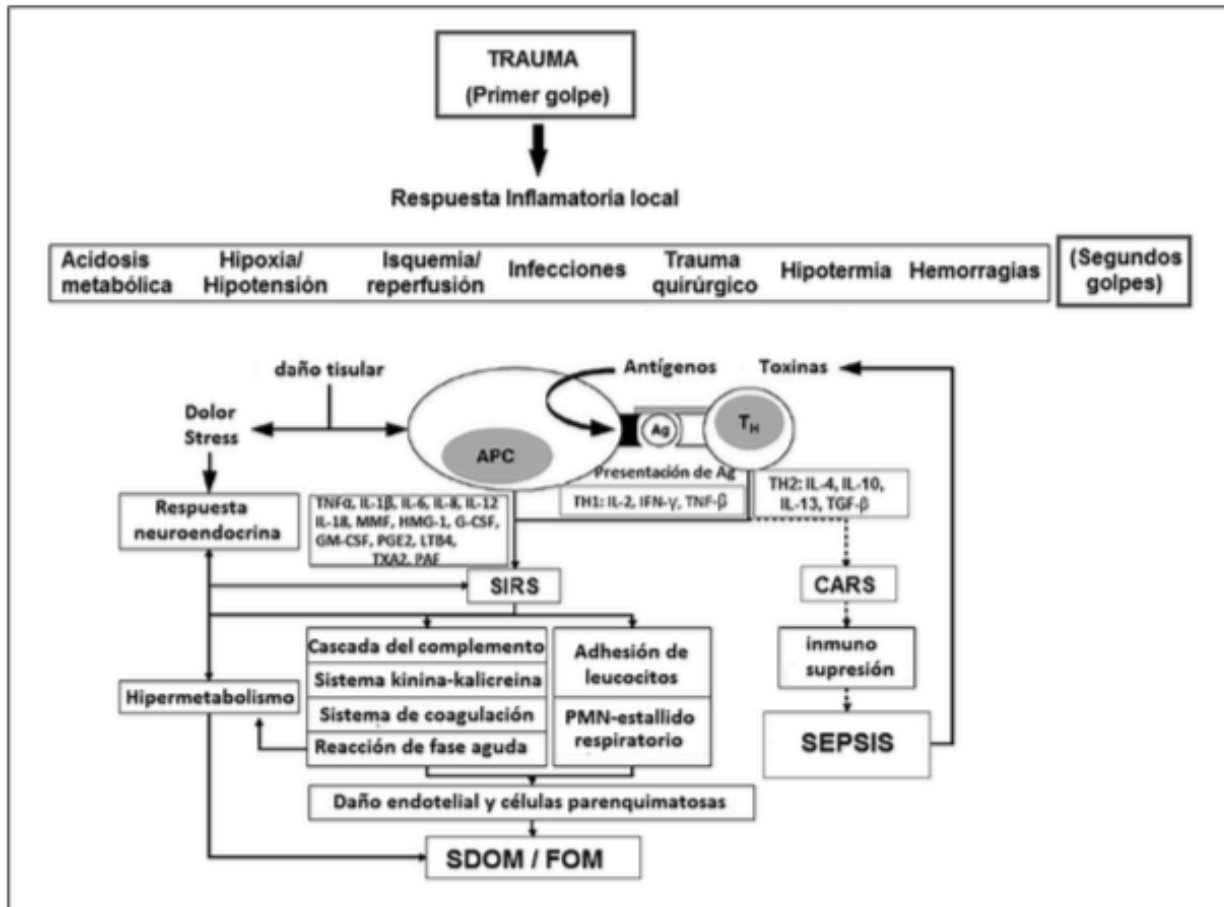 TRAUMA
(Primer golpe)
Respuesta Inflamatoria local
Acidosis
metabólica
Hipoxia/
Hipotensión
Isquemia/
reperfusión
Infecciones
Trauma
quirúrgico
Hipotermia
Hemorragias
(Segundos
golpes)
daño tisular
Antígenos
Toxinas
Dolor
Stress
APC
Ag
TH
Presentación de Ag
Respuesta
neuroendocrina
TNFα, IL-1β, IL-6, IL-8, IL-12
IL-18, MMF, HMG-1, G-CSF,
GM-CSF, PGE2, LTB4,
TXA2, PAF
TH1: IL-2, IFN-γ, TNF-β
TH2: IL-4, IL-10,
IL-13, TGF-β
SIRS
CARS
Cascada del complemento
Sistema kinina-kalicreina
Sistema de coagulación
Reacción de fase aguda
Adhesión de
leucocitos
PMN-estallido
respiratorio
inmuno
supresión
Hipermetabolismo
SEPSIS
Daño endotelial y células parenquimatosas
SDOM / FOM